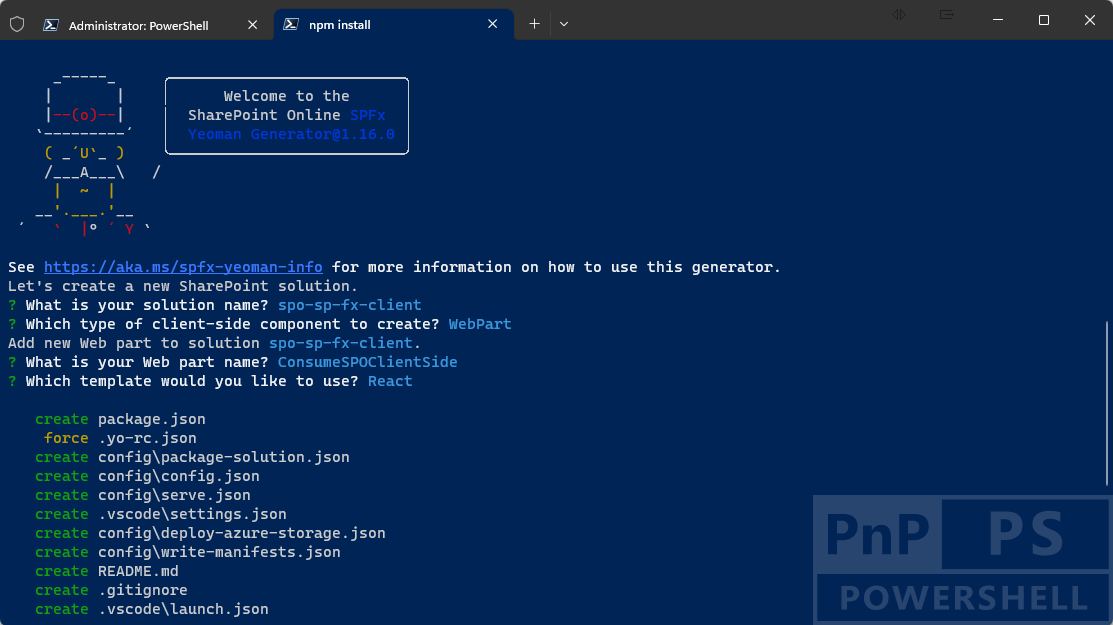 Administrator: PowerShell
npm install
Welcome to the
SharePoint Online SPFx
Yeoman Generator@1.16.0
See https://aka.ms/spfx-yeoman-info for more information on how to use this generator.
Let's create a new SharePoint solution.
? What is your solution name? spo-sp-fx-client
? Which type of client-side component to create? WebPart
Add new Web part to solution spo-sp-fx-client.
? What is your Web part name? ConsumeSPOClientSide
? Which template would you like to use? React
create package.json
force .yo-rc.json
create config\package-solution.json
create config\config.json
create config\serve.json
create .vscode\settings.json
create config\deploy-azure-storage.json
create config\write-manifests.json
create README.md
create .gitignore
create .vscode\launch.json
PnP PS
POWERSHELL